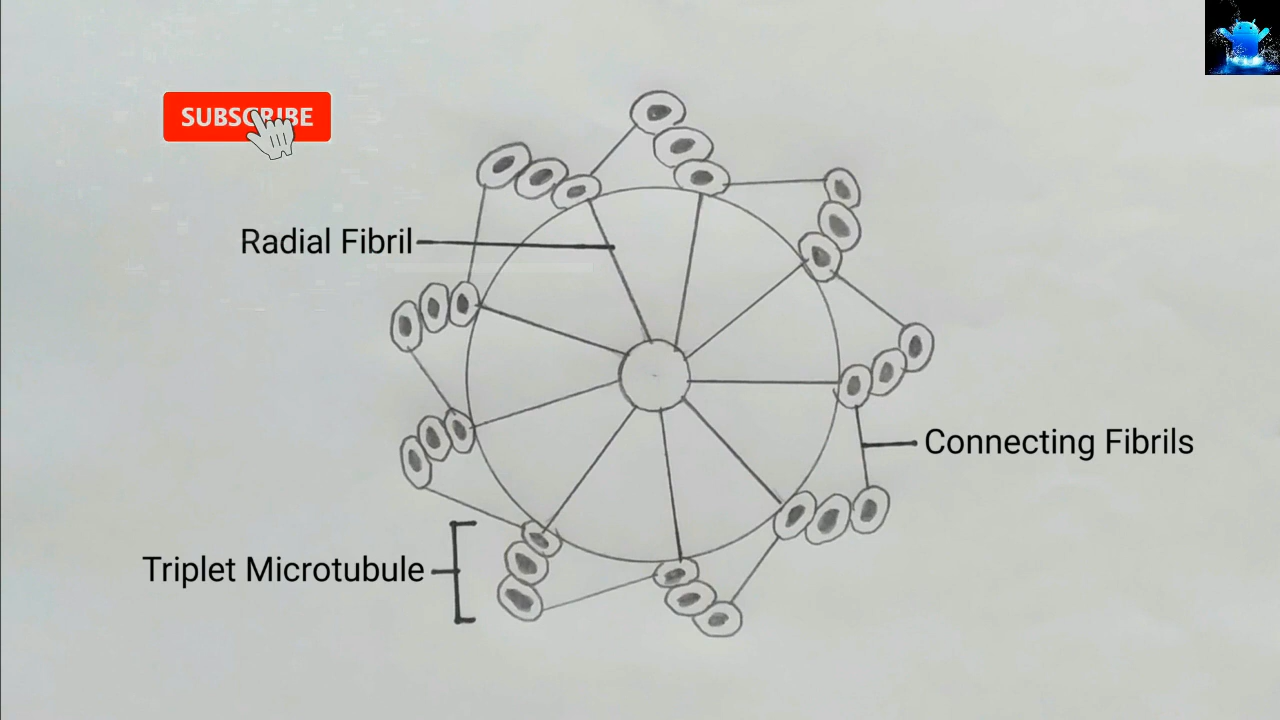 SUBSCRIBE
Radial Fibril
Connecting Fibrils
Triplet Microtubule